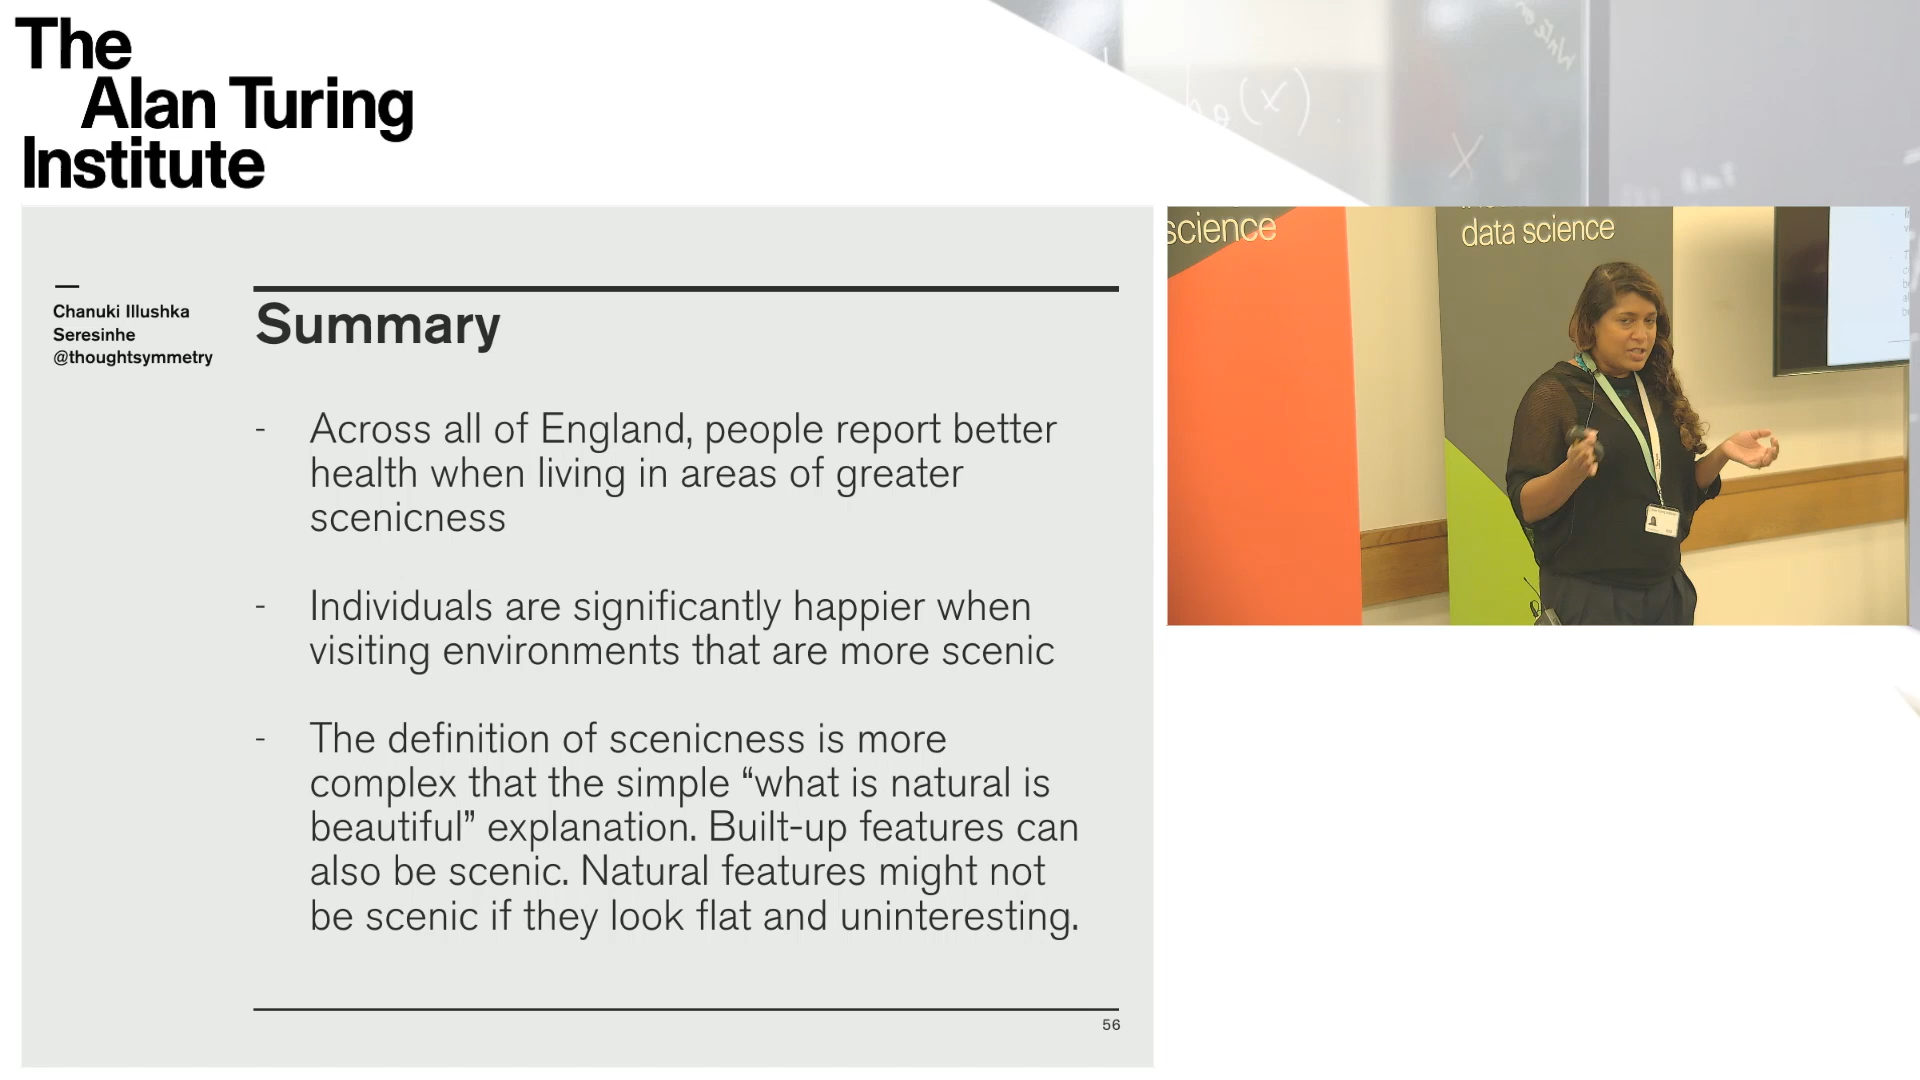 The
Alan Turing
Institute
Chanuki Illushka
Seresinhe
@thoughtsymmetry
Summary
- Across all of England, people report better
health when living in areas of greater
scenicness
- Individuals are significantly happier when
visiting environments that are more scenic
- The definition of scenicness is more
complex that the simple “what is natural is
beautiful” explanation. Built-up features can
also be scenic. Natural features might not
be scenic if they look flat and uninteresting.
56
science
data science